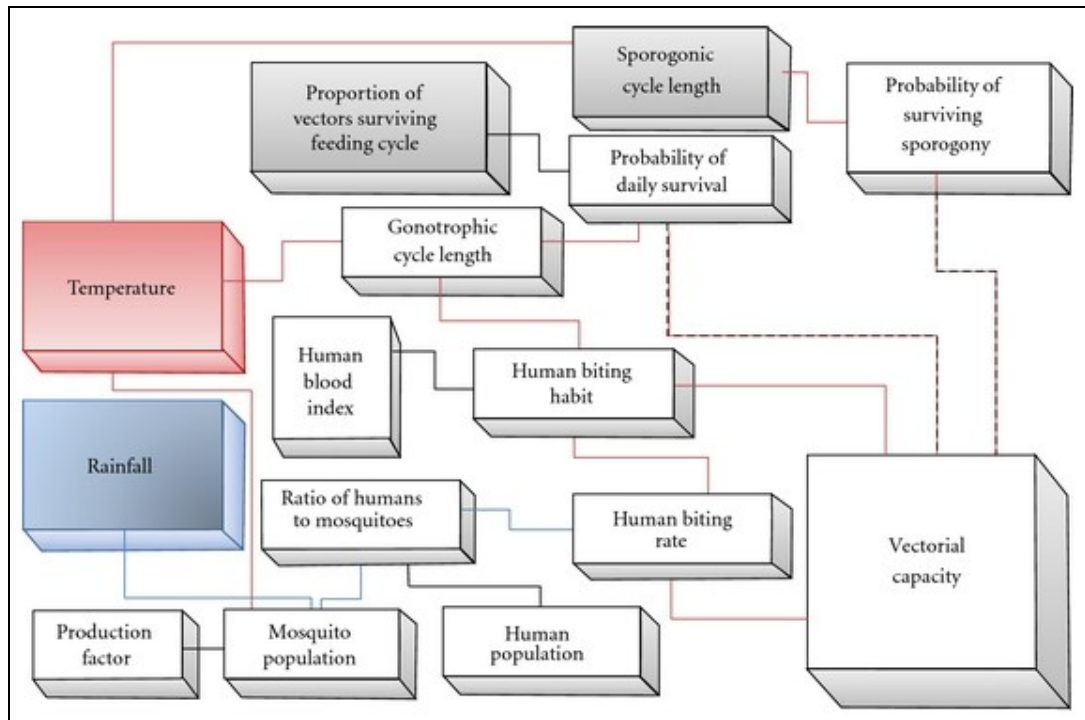 Sporogonic
cycle length
Proportion of
vectors surviving
feeding cycle
Probability of
surviving
sporogony
Probability of
daily survival
Gonotrophic
cycle length
Temperature
Human
blood
index
Human biting
habit
Rainfall
Ratio of humans
to mosquitoes
Human biting
rate
Vectorial
capacity
Production
factor
Mosquito
population
Human
population